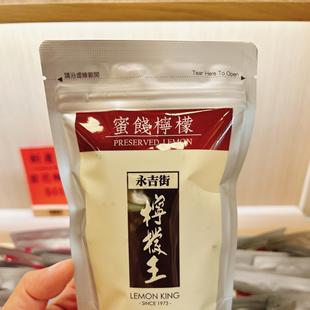 請沿虛線撕開
Tear Here To Open
蜜餞檸檬
PRESERVED LEMON
永吉街
檸檬王
LEMON KING
- SINCE 1973 -